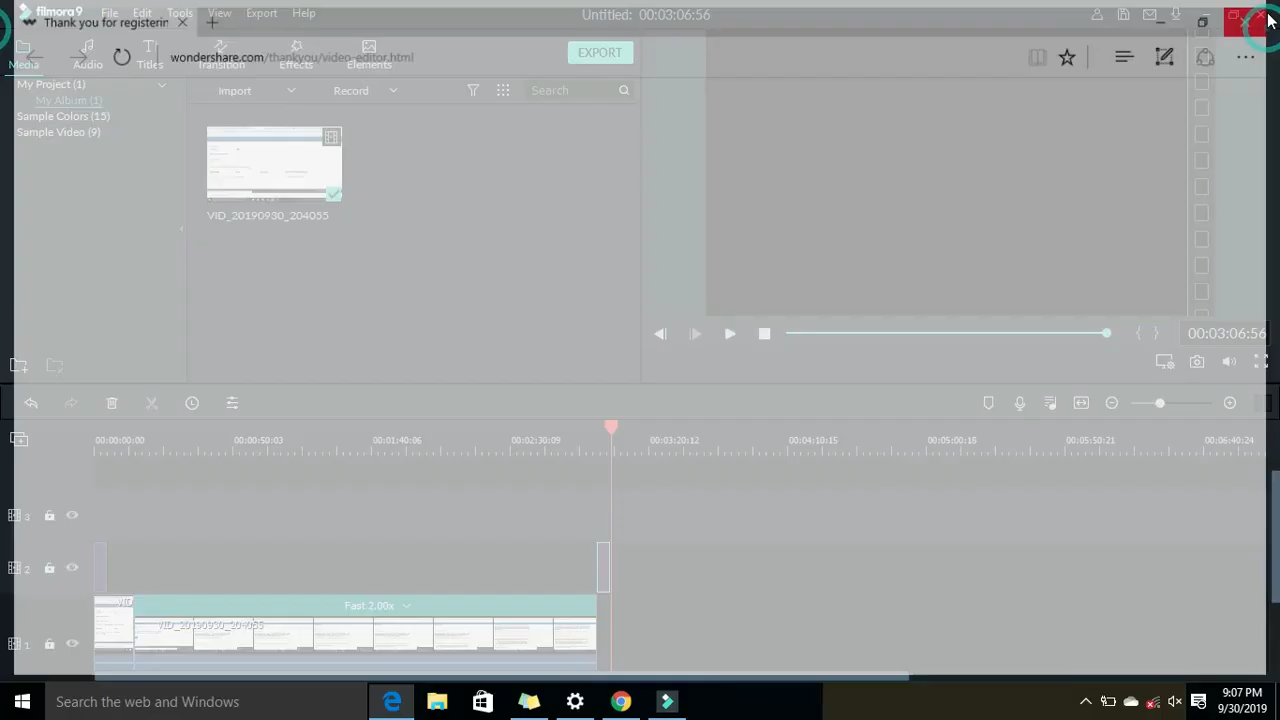 filmora9 File Edit Tools View Export Help Untitled: 00:03:06:56
Thank you for registerin
wondershare.com/thankyou/video-editor.html
Media Audio Titles Transition Effects Elements EXPORT
My Project (1)
Import Record Search
My Album (1)
Sample Colors (15)
Sample Video (9)
VID_20190930_204055
00:03:06:56
00:00:00:00 00:00:50:03 00:01:40:06 00:02:30:09 00:03:20:12 00:04:10:15 00:05:00:18 00:05:50:21 00:06:40:24
3
2
Fast 2.00x
VID_20190930_204055
1
Search the web and Windows
9:07 PM
9/30/2019